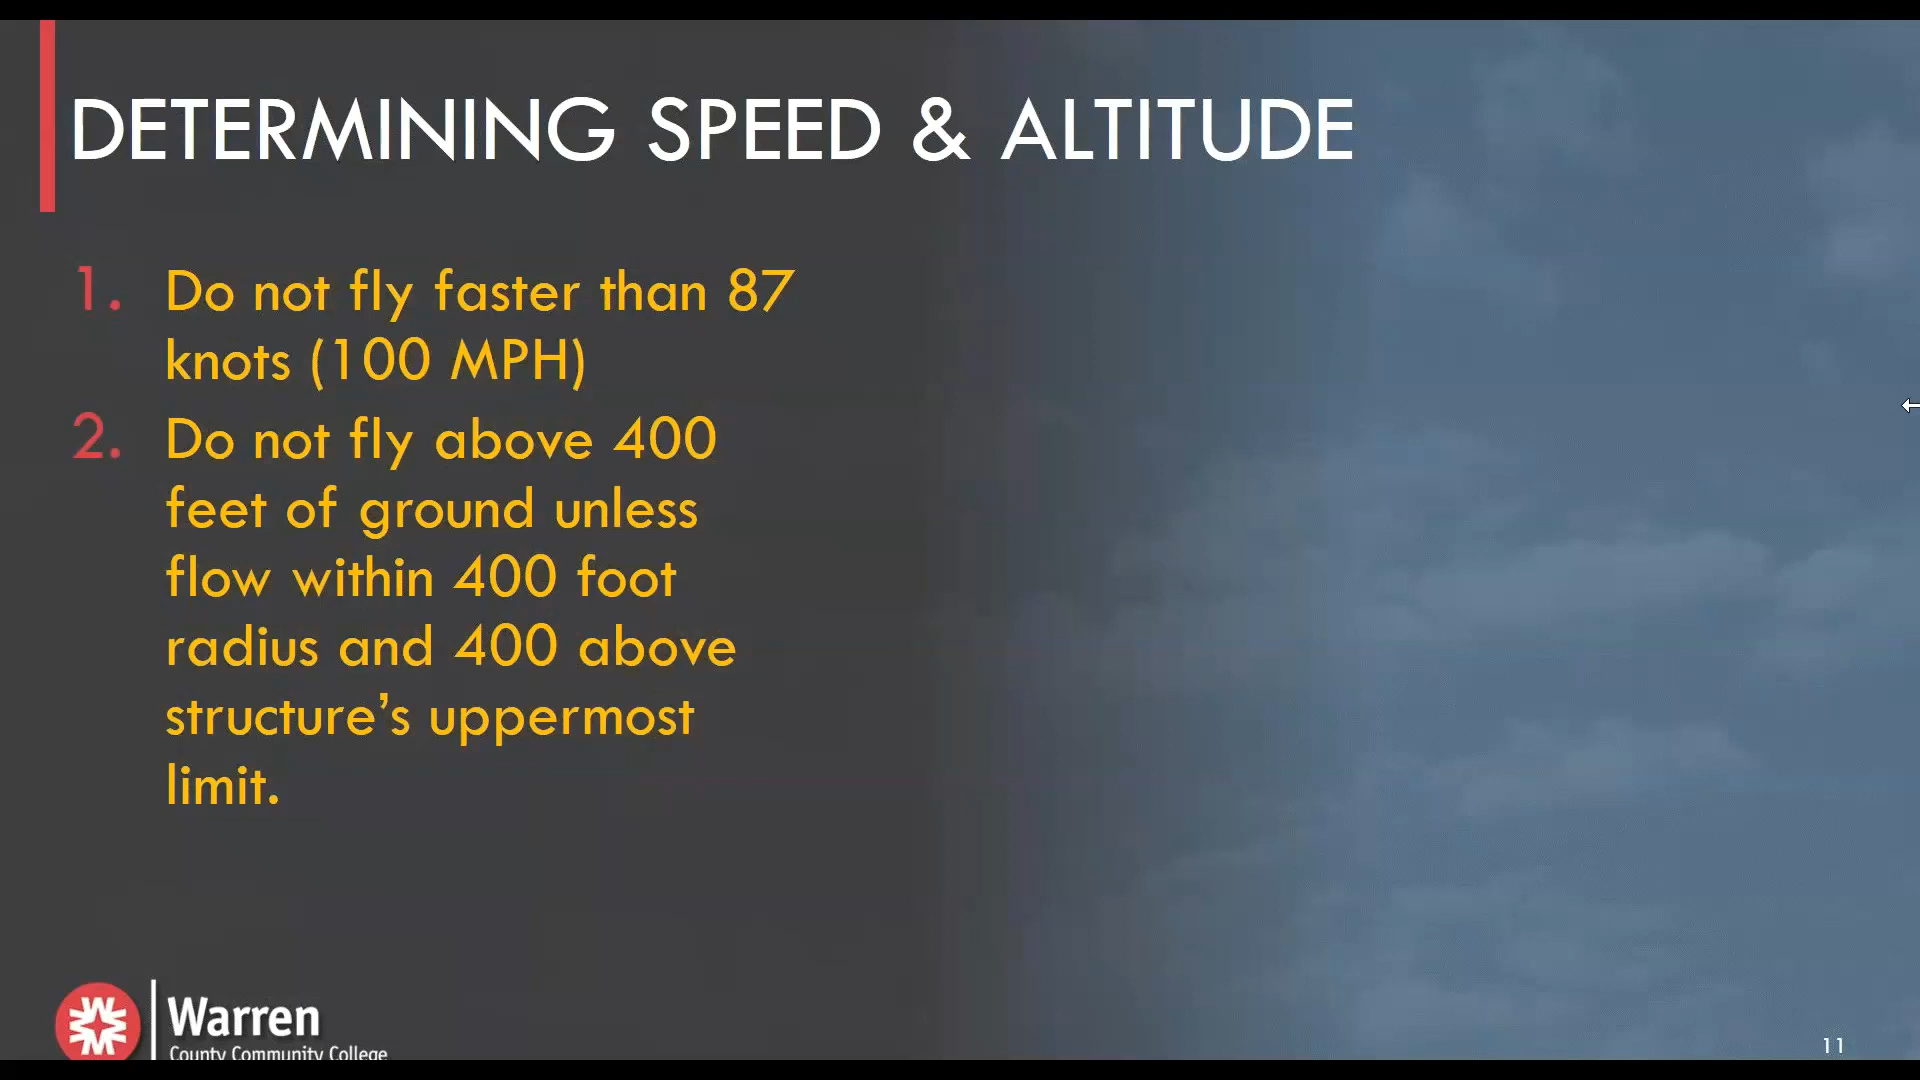 DETERMINING SPEED & ALTITUDE
1. Do not fly faster than 87
knots (100 MPH)
2. Do not fly above 400
feet of ground unless
flow within 400 foot
radius and 400 above
structure’s uppermost
limit.
Warren
County Community College
11